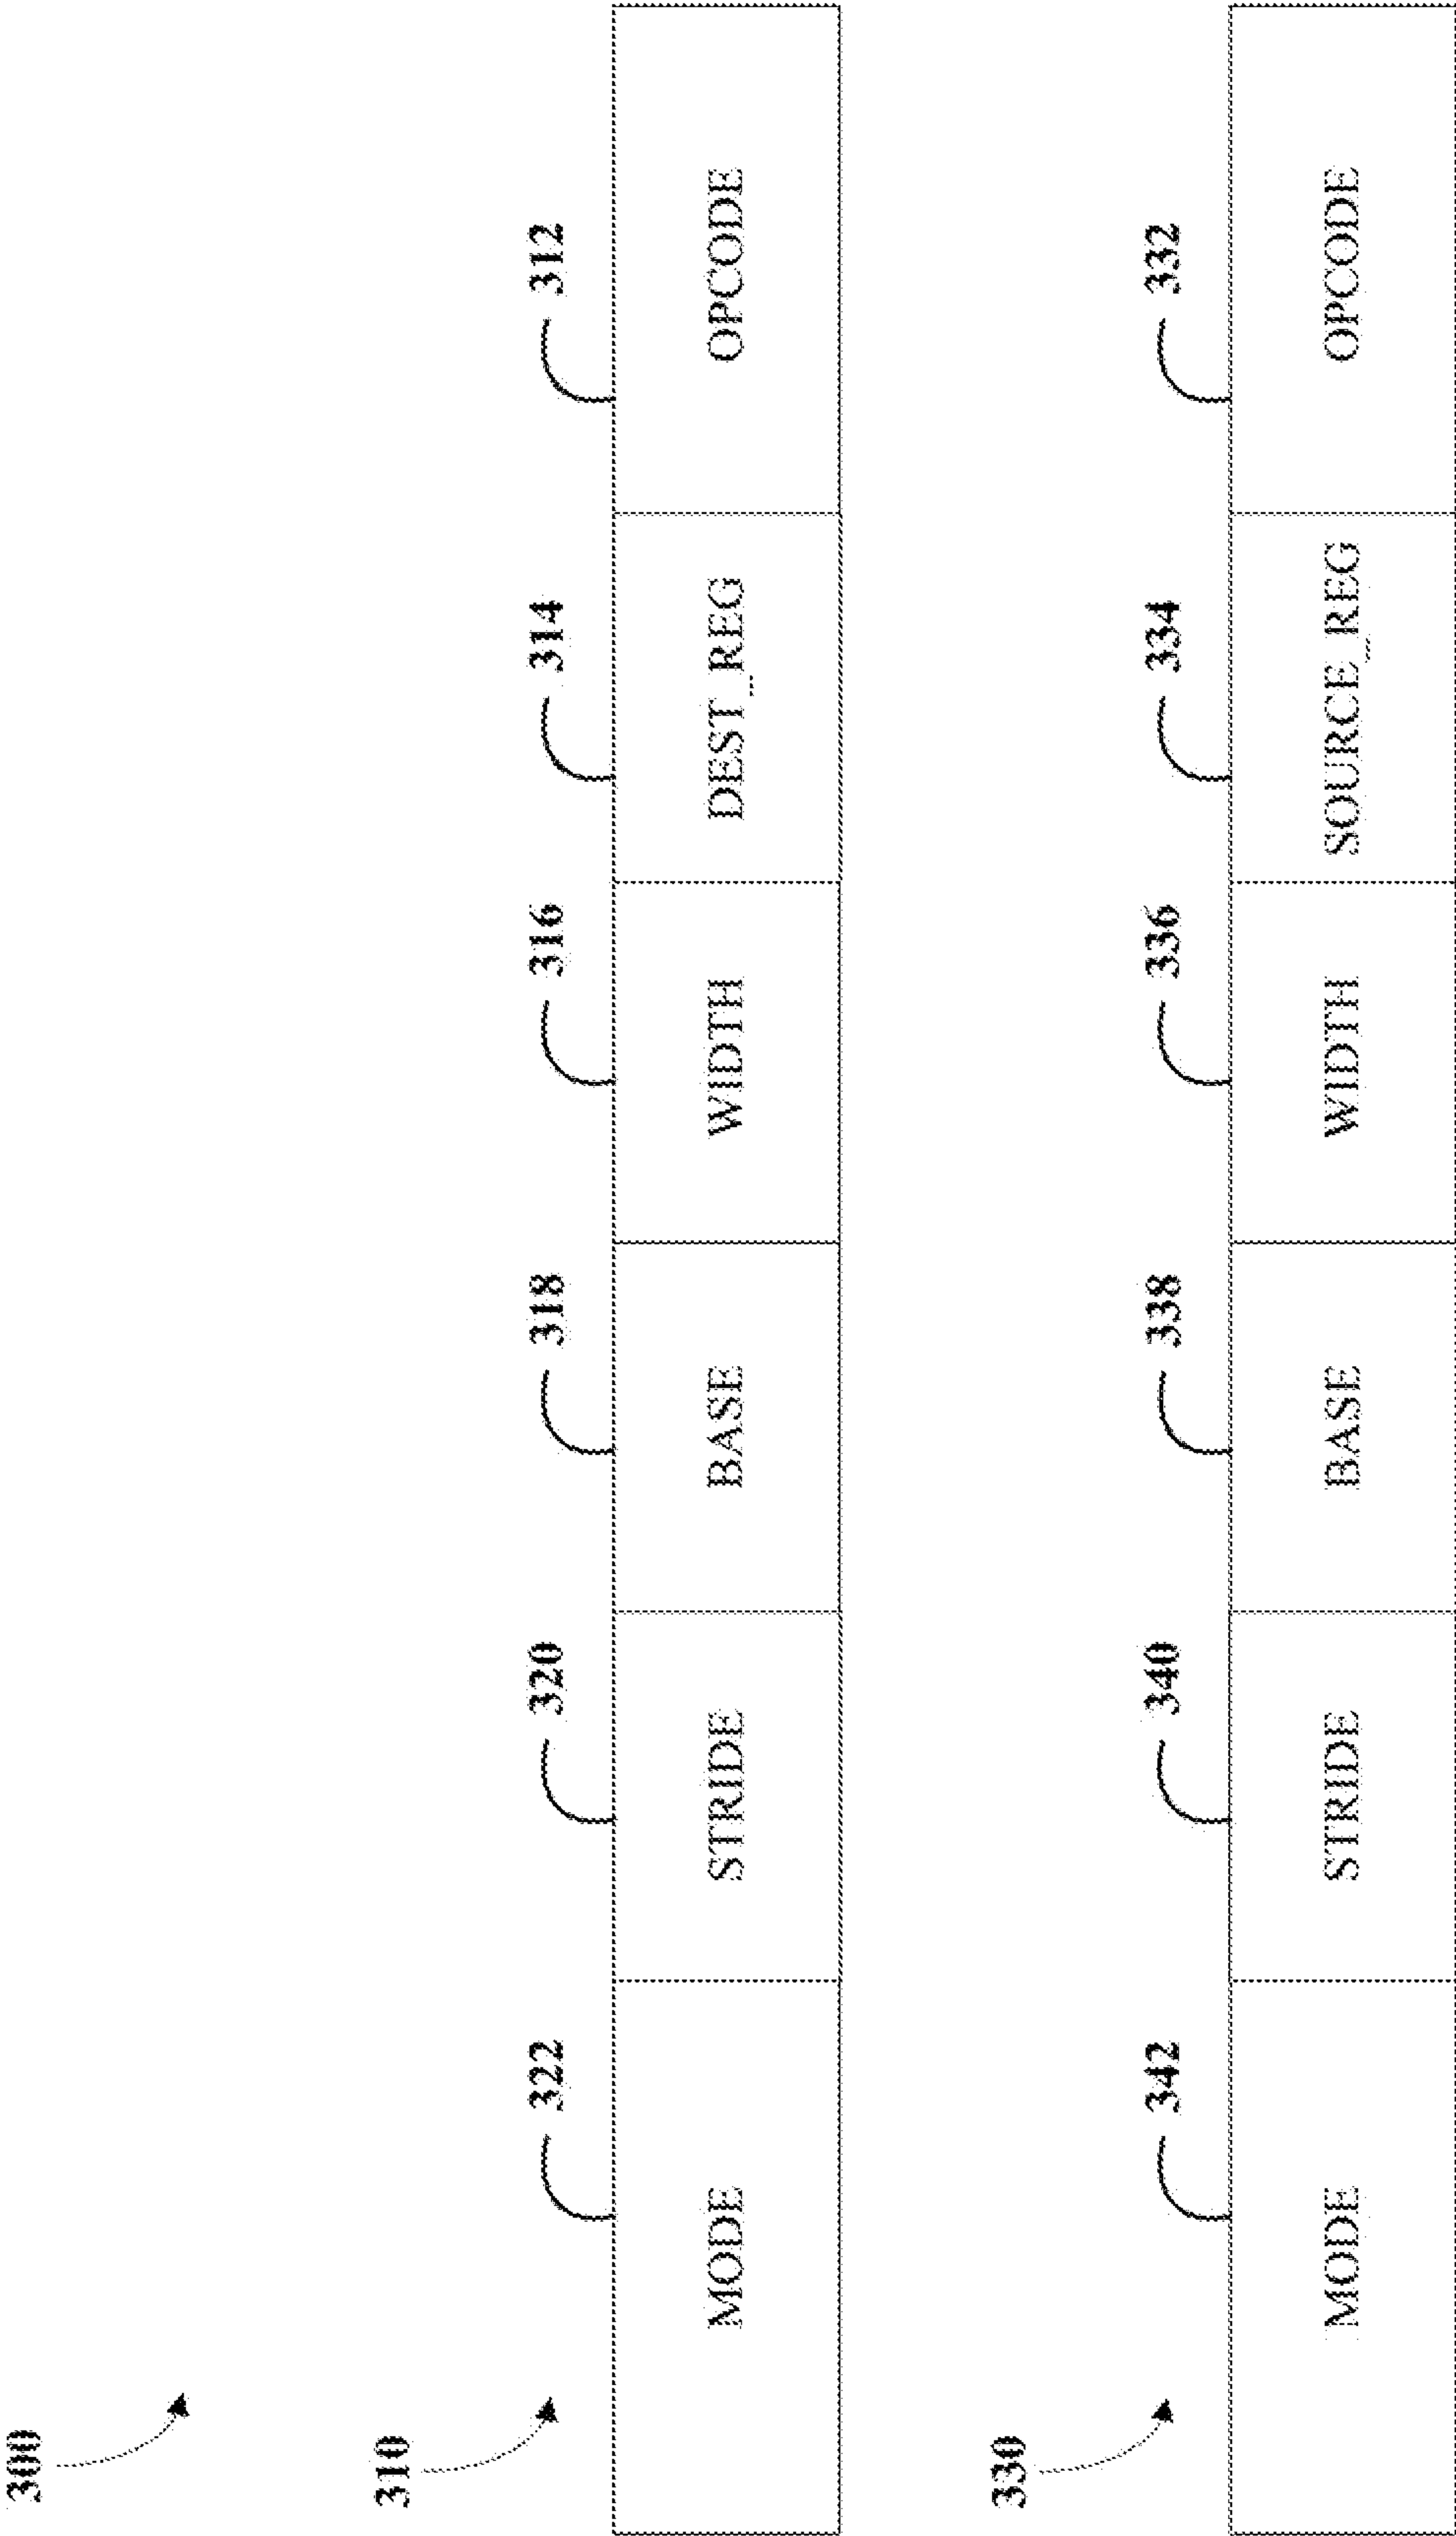 300
310
322 320 318 316 314 312
MODE STRIDE BASE WIDTH DEST_REG OPCODE
330
342 340 338 336 334 332
MODE STRIDE BASE WIDTH SOURCE_REG OPCODE